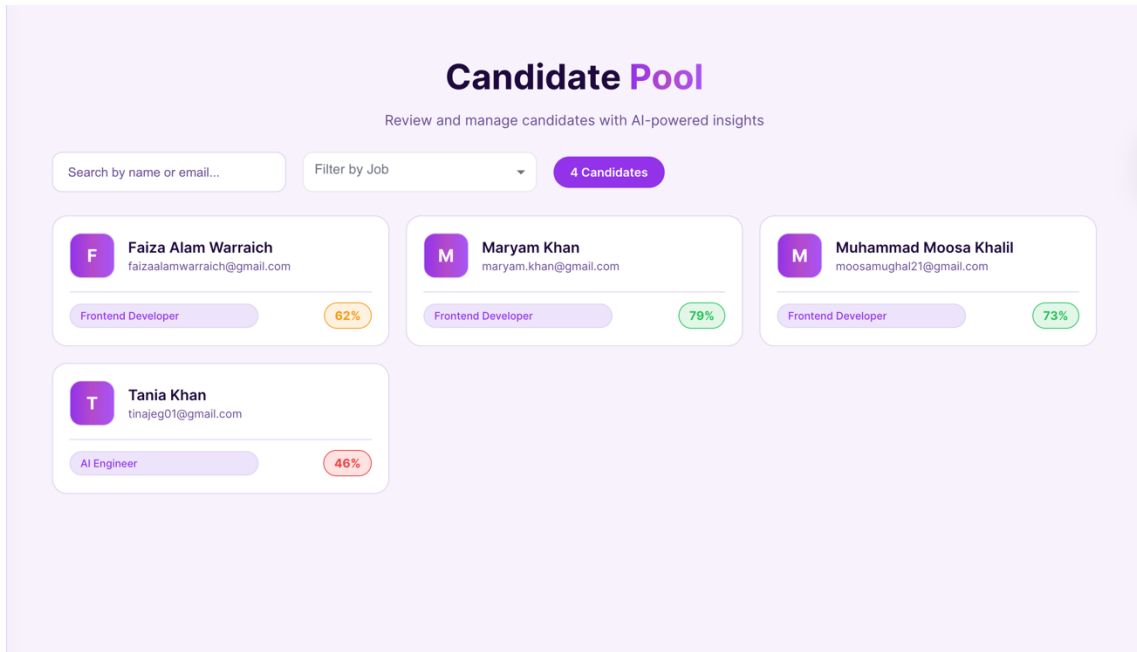 Candidate Pool
Review and manage candidates with AI-powered insights
Search by name or email...
Filter by Job
4 Candidates
F
Faiza Alam Warraich
faizaalamwarraich@gmail.com
Frontend Developer
62%
M
Maryam Khan
maryam.khan@gmail.com
Frontend Developer
79%
M
Muhammad Moosa Khalil
moosamughal21@gmail.com
Frontend Developer
73%
T
Tania Khan
tinajeg01@gmail.com
AI Engineer
46%